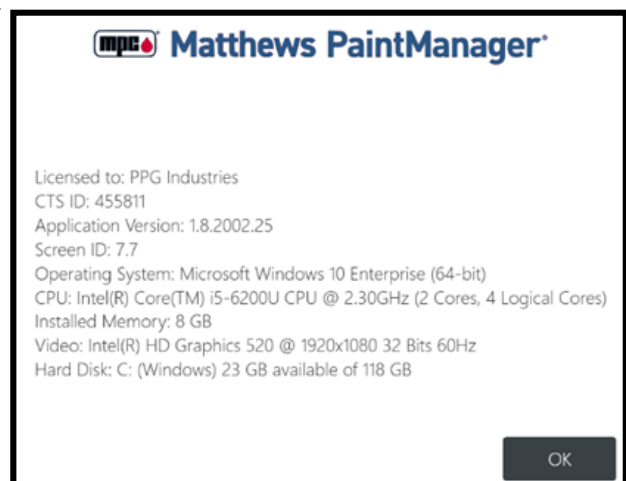 mpc Matthews PaintManager
Licensed to: PPG Industries
CTS ID: 455811
Application Version: 1.8.2002.25
Screen ID: 7.7
Operating System: Microsoft Windows 10 Enterprise (64-bit)
CPU: Intel(R) Core(TM) i5-6200U CPU @ 2.30GHz (2 Cores, 4 Logical Cores)
Installed Memory: 8 GB
Video: Intel(R) HD Graphics 520 @ 1920x1080 32 Bits 60Hz
Hard Disk: C: (Windows) 23 GB available of 118 GB
OK